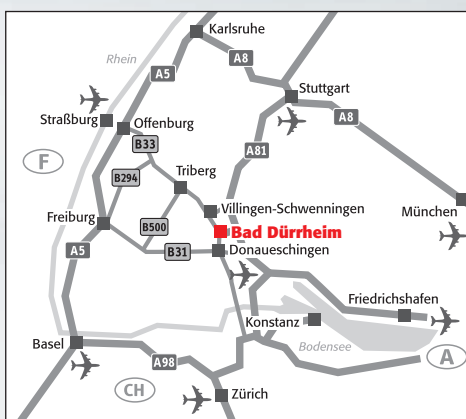 Karlsruhe
Rhein
A5
A8
Stuttgart
Straßburg
Offenburg
A8
B33
A81
F
B294
Triberg
Villingen-Schwenningen
München
Freiburg
B500
Bad Dürrheim
A5
B31
Donaueschingen
Friedrichshafen
Konstanz
Basel
Bodensee
A
A98
CH
Zürich